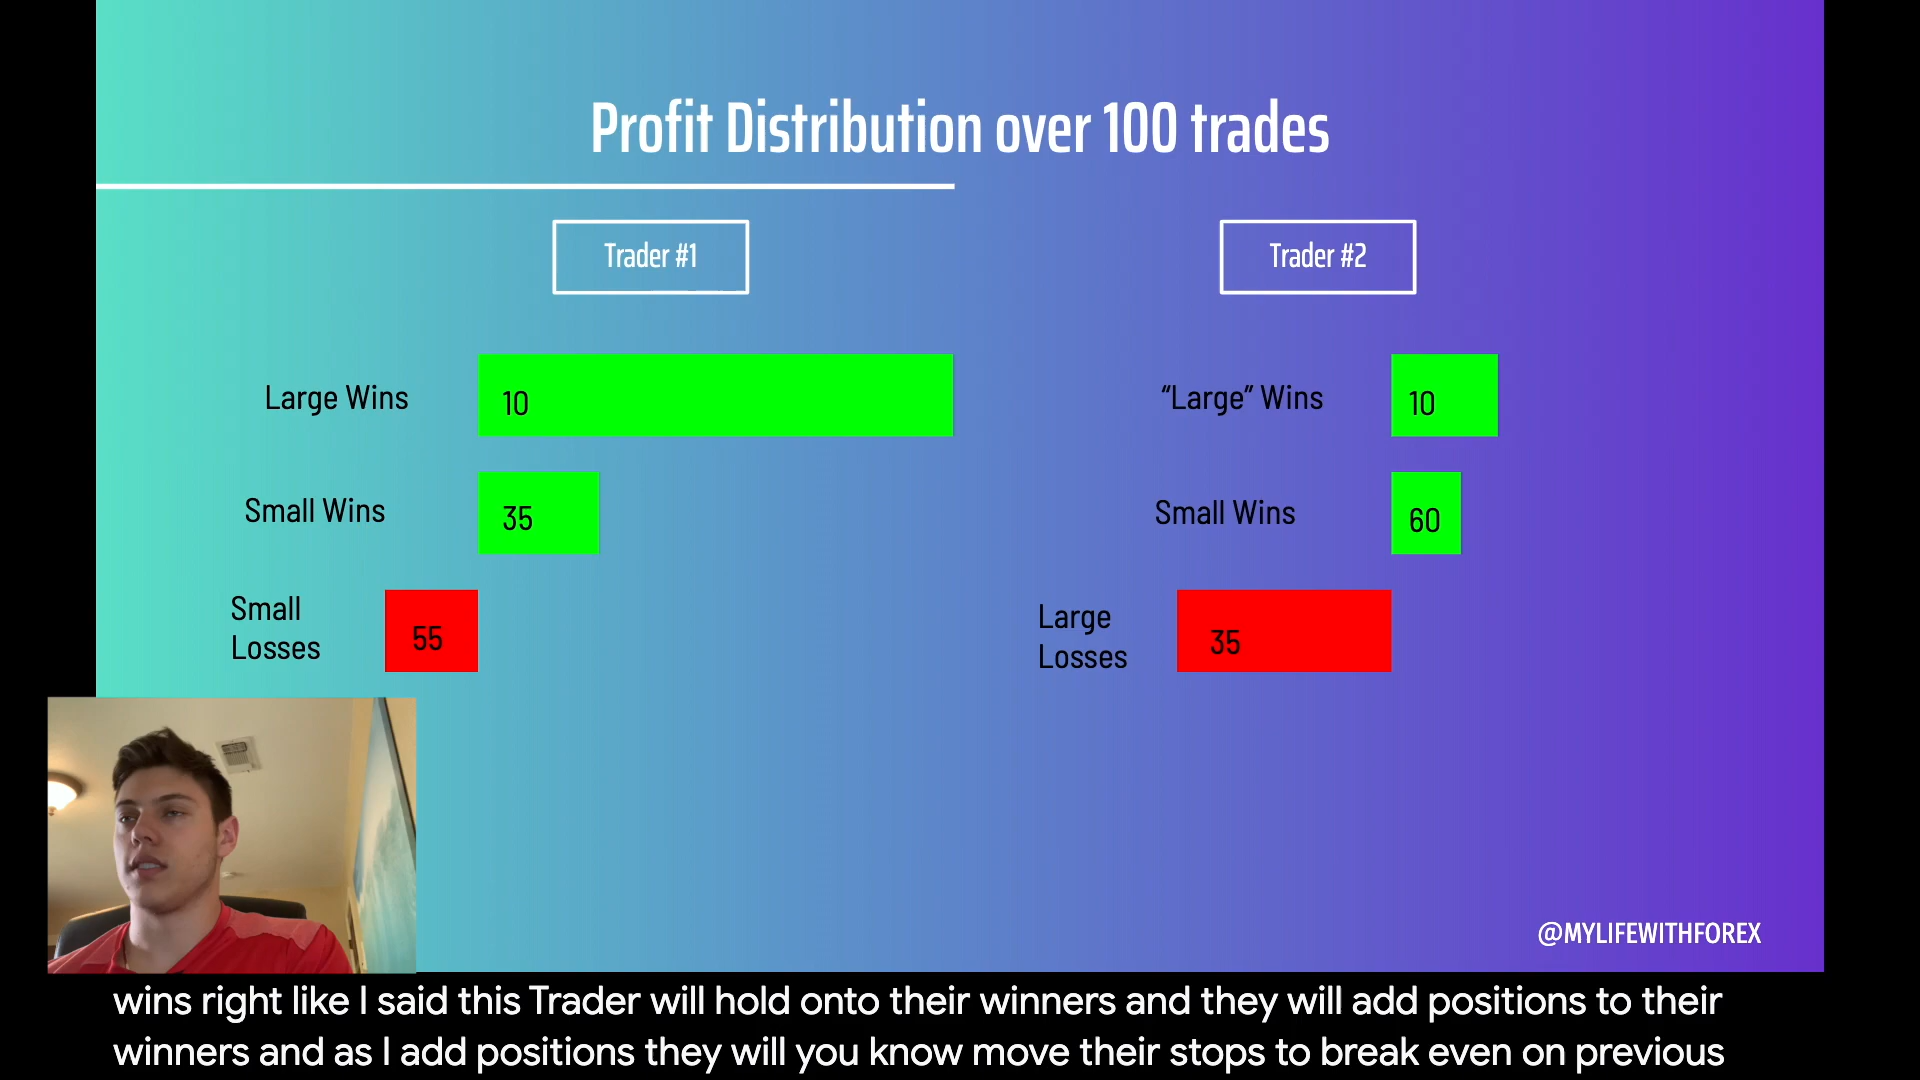 Profit Distribution over 100 trades
Trader #1
Trader #2
Large Wins
10
“Large” Wins
10
Small Wins
35
Small Wins
60
Small
Losses
55
Large
Losses
35
@MYLIFEWITHFOREX
wins right like I said this Trader will hold onto their winners and they will add positions to their
winners and as I add positions they will you know move their stops to break even on previous